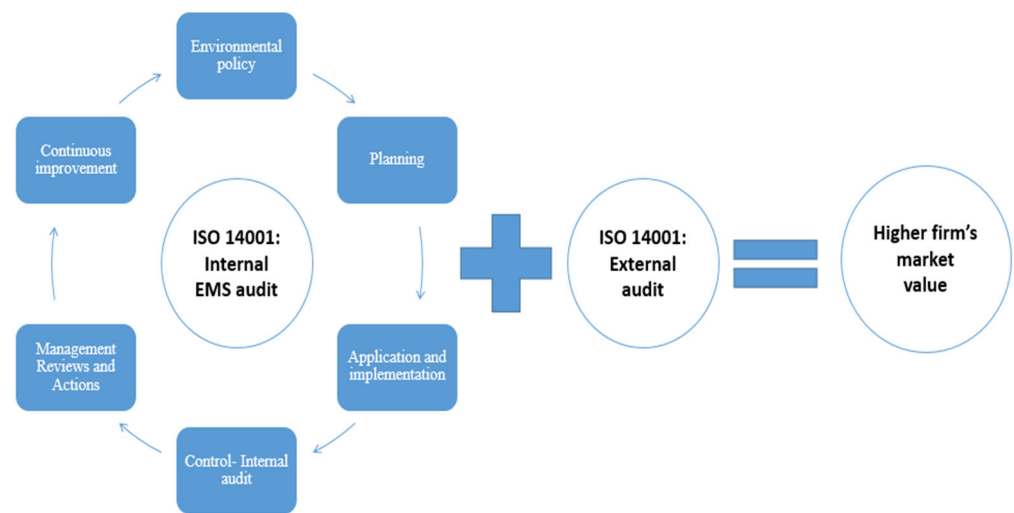 Environmental
policy
Planning
Application and
implementation
Control- Internal
audit
Management
Reviews and
Actions
Continuous
improvement
ISO 14001:
Internal
EMS audit
ISO 14001:
External
audit
Higher firm's
market
value